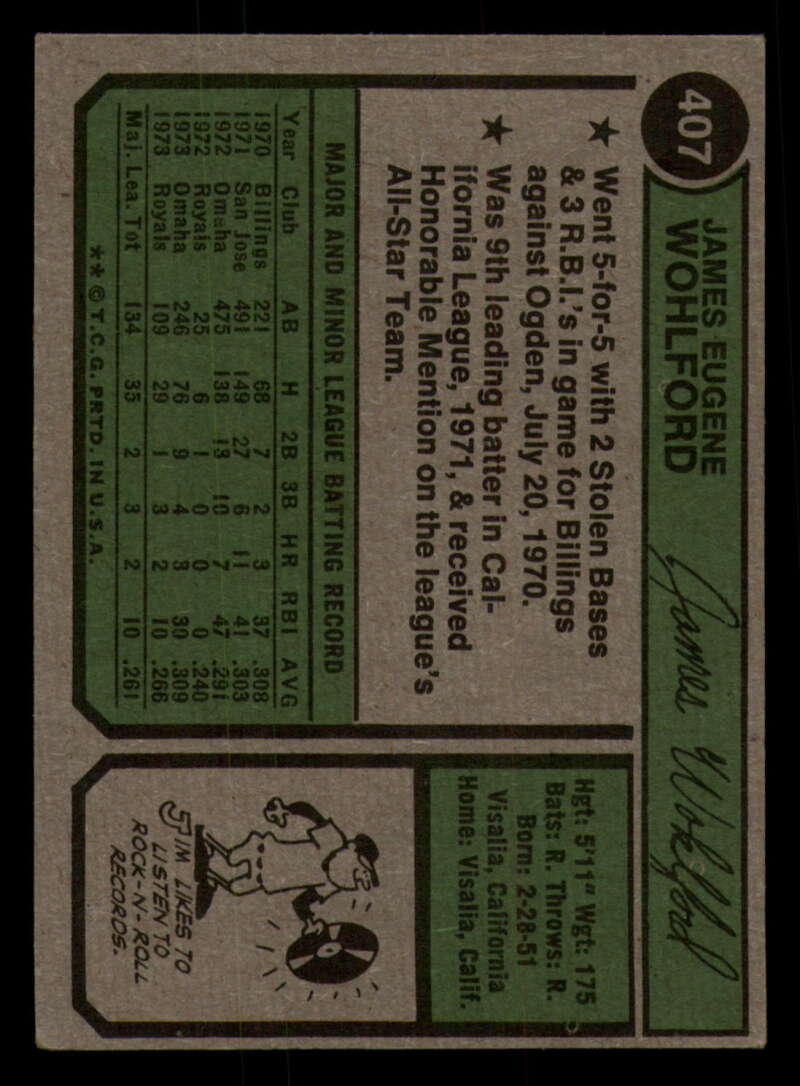 407
JAMES EUGENE
WOHLFORD
James Wohlford
★ Went 5-for-5 with 2 Stolen Bases
& 3 R.B.I.'s in game for Billings
against Ogden, July 20, 1970.
★ Was 9th leading batter in Cal-
ifornia League, 1971, & received
Honorable Mention on the league's
All-Star Team.
MAJOR AND MINOR LEAGUE BATTING RECORD
Year Club AB H 2B 3B HR RBI AVG
1970 Billings 221 68 7 2 3 37 .308
1971 San Jose 491 149 27 6 11 41 .303
1972 Omaha 475 138 13 10 7 47 .291
1972 Royals 25 6 1 0 0 0 .240
1973 Omaha 246 76 9 4 3 30 .309
1973 Royals 109 29 1 3 2 10 .266
Maj. Lea. Tot 134 35 2 3 2 10 .261
** © T.C.G. PRTD. IN U.S.A.
Hgt: 5'11" Wgt: 175
Bats: R. Throws: R.
Born: 2-28-51
Visalia, California
Home: Visalia, Calif.
JIM LIKES TO
LISTEN TO
ROCK-N-ROLL
RECORDS.